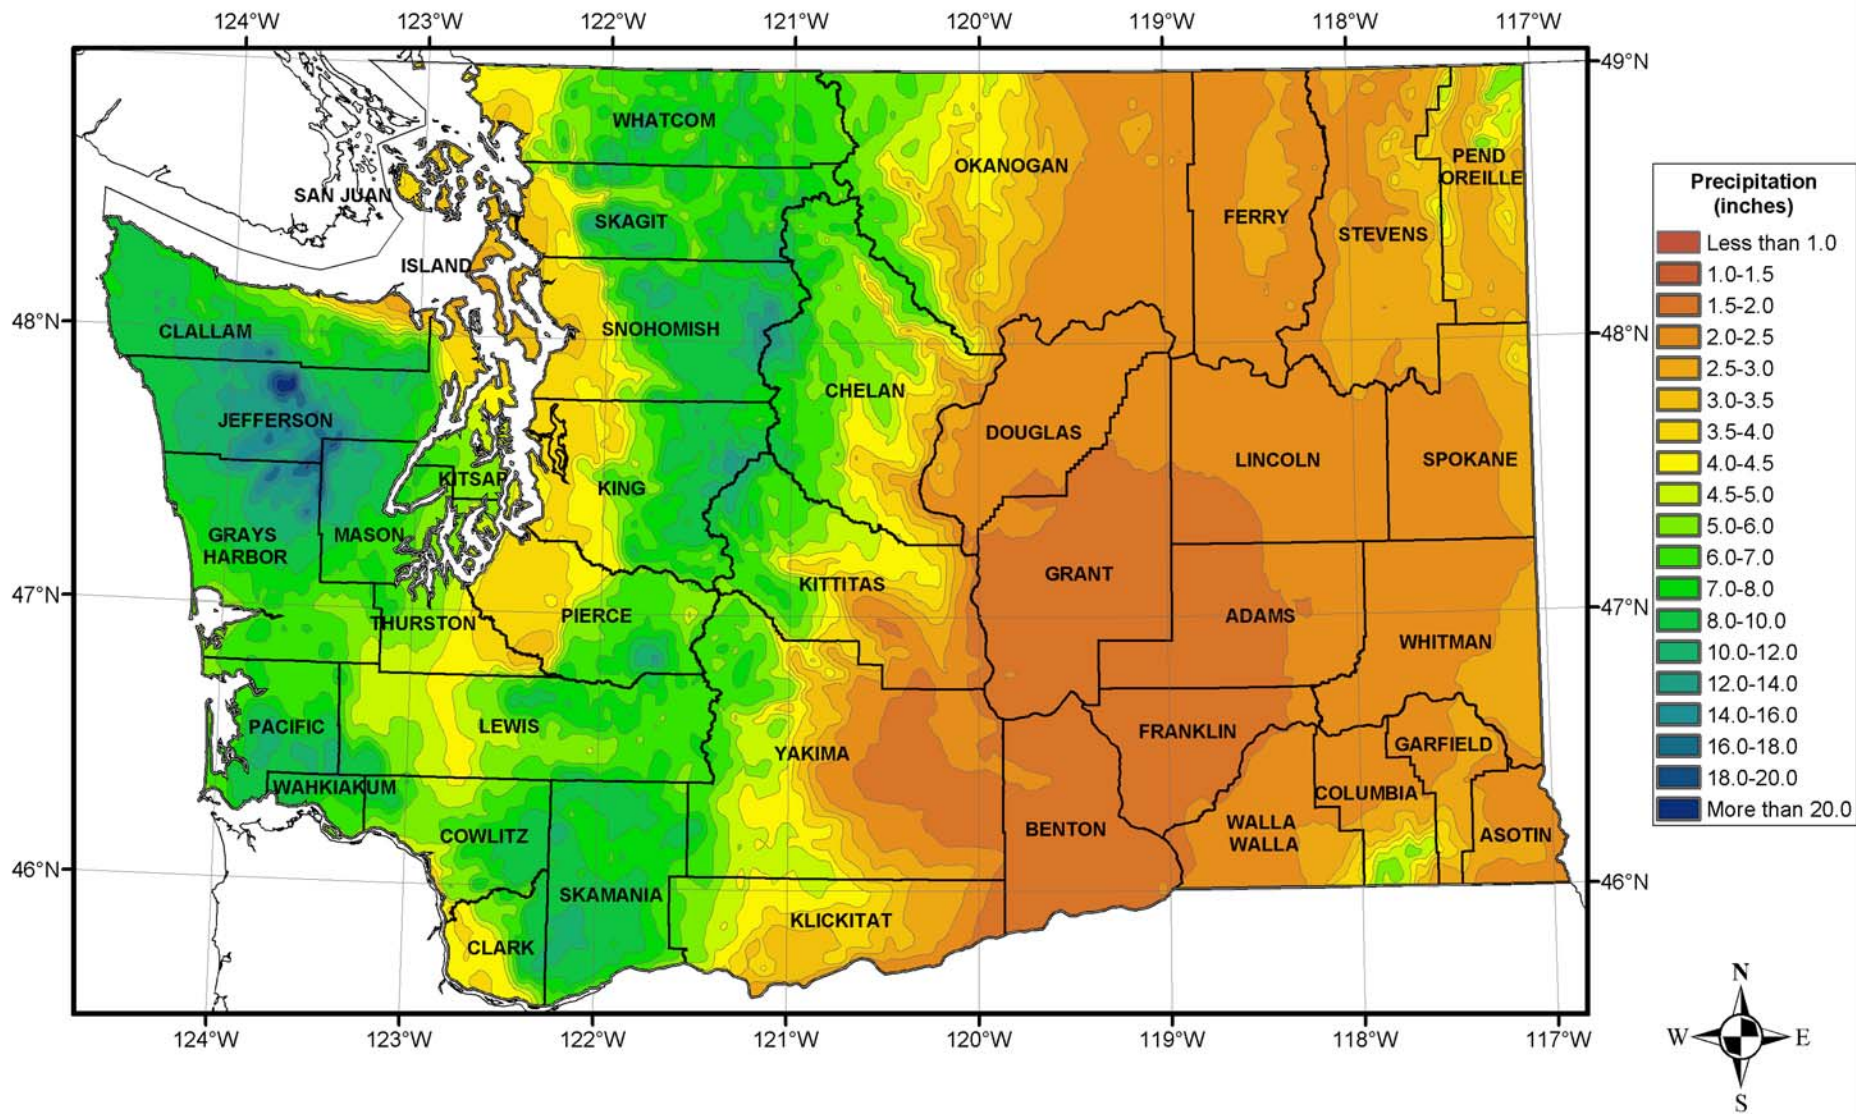 124°W 123°W 122°W 121°W 120°W 119°W 118°W 117°W
49°N
WHATCOM
OKANOGAN
PEND
OREILLE
SAN JUAN
SKAGIT
FERRY
STEVENS
ISLAND
48°N
48°N
CLALLAM
SNOHOMISH
CHELAN
JEFFERSON
DOUGLAS
LINCOLN
SPOKANE
KITSAP
KING
GRAYS
HARBOR
MASON
GRANT
KITTITAS
47°N
47°N
THURSTON
PIERCE
ADAMS
WHITMAN
PACIFIC
LEWIS
YAKIMA
FRANKLIN
GARFIELD
WAHKIAKUM
COLUMBIA
COWLITZ
BENTON
WALLA
WALLA
ASOTIN
46°N
46°N
SKAMANIA
KLICKITAT
CLARK
124°W 123°W 122°W 121°W 120°W 119°W 118°W 117°W
Precipitation
(inches)
Less than 1.0
1.0-1.5
1.5-2.0
2.0-2.5
2.5-3.0
3.0-3.5
3.5-4.0
4.0-4.5
4.5-5.0
5.0-6.0
6.0-7.0
7.0-8.0
8.0-10.0
10.0-12.0
12.0-14.0
14.0-16.0
16.0-18.0
18.0-20.0
More than 20.0
N
W E
S